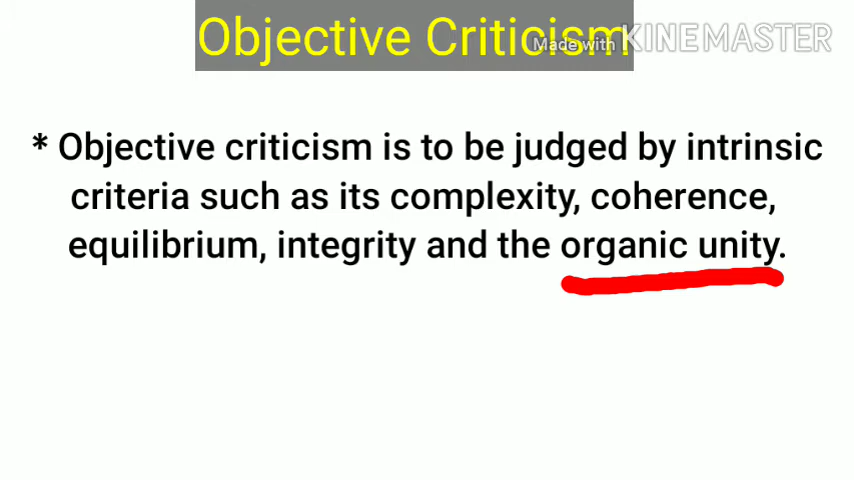 Objective Criticism
Made with KINEMASTER
* Objective criticism is to be judged by intrinsic
criteria such as its complexity, coherence,
equilibrium, integrity and the organic unity.